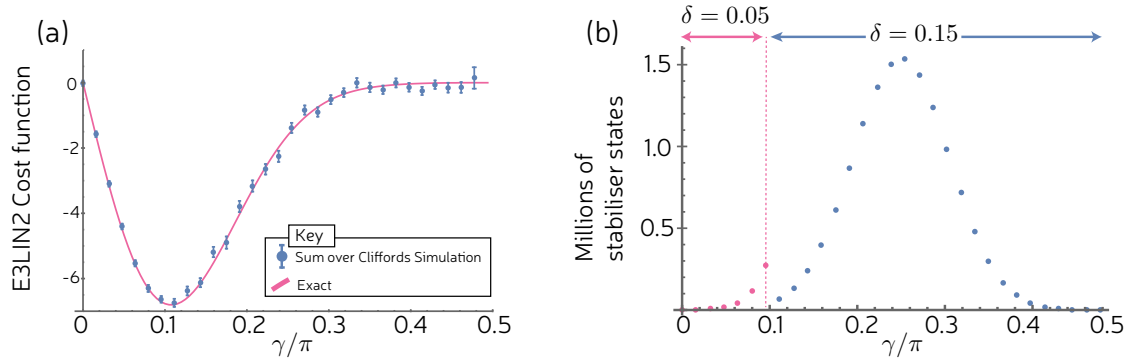 (a)
E3LIN2 Cost function
0
-2
-4
-6
Key
Sum over Cliffords Simulation
Exact
0
0.1
0.2
0.3
0.4
0.5
γ/π
(b)
δ = 0.05
δ = 0.15
Millions of
stabiliser states
1.5
1.0
0.5
0
0.1
0.2
0.3
0.4
0.5
γ/π